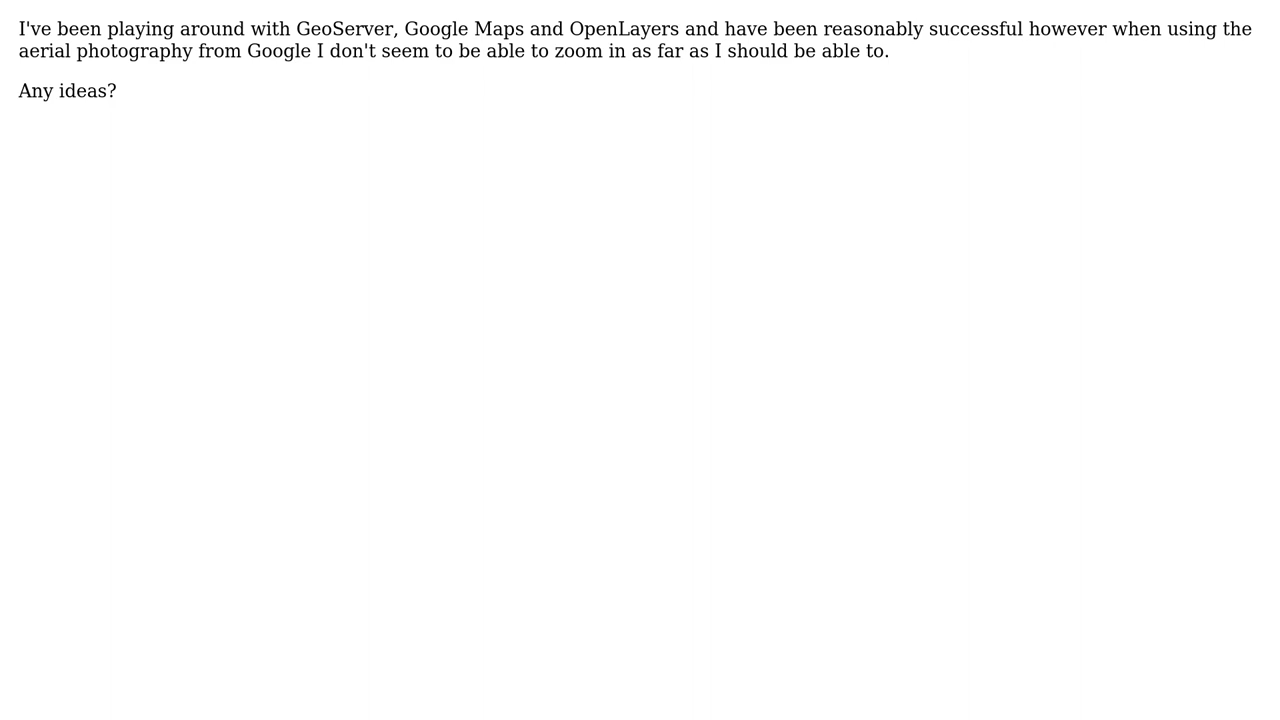 I've been playing around with GeoServer, Google Maps and OpenLayers and have been reasonably successful however when using the
aerial photography from Google I don't seem to be able to zoom in as far as I should be able to.
Any ideas?